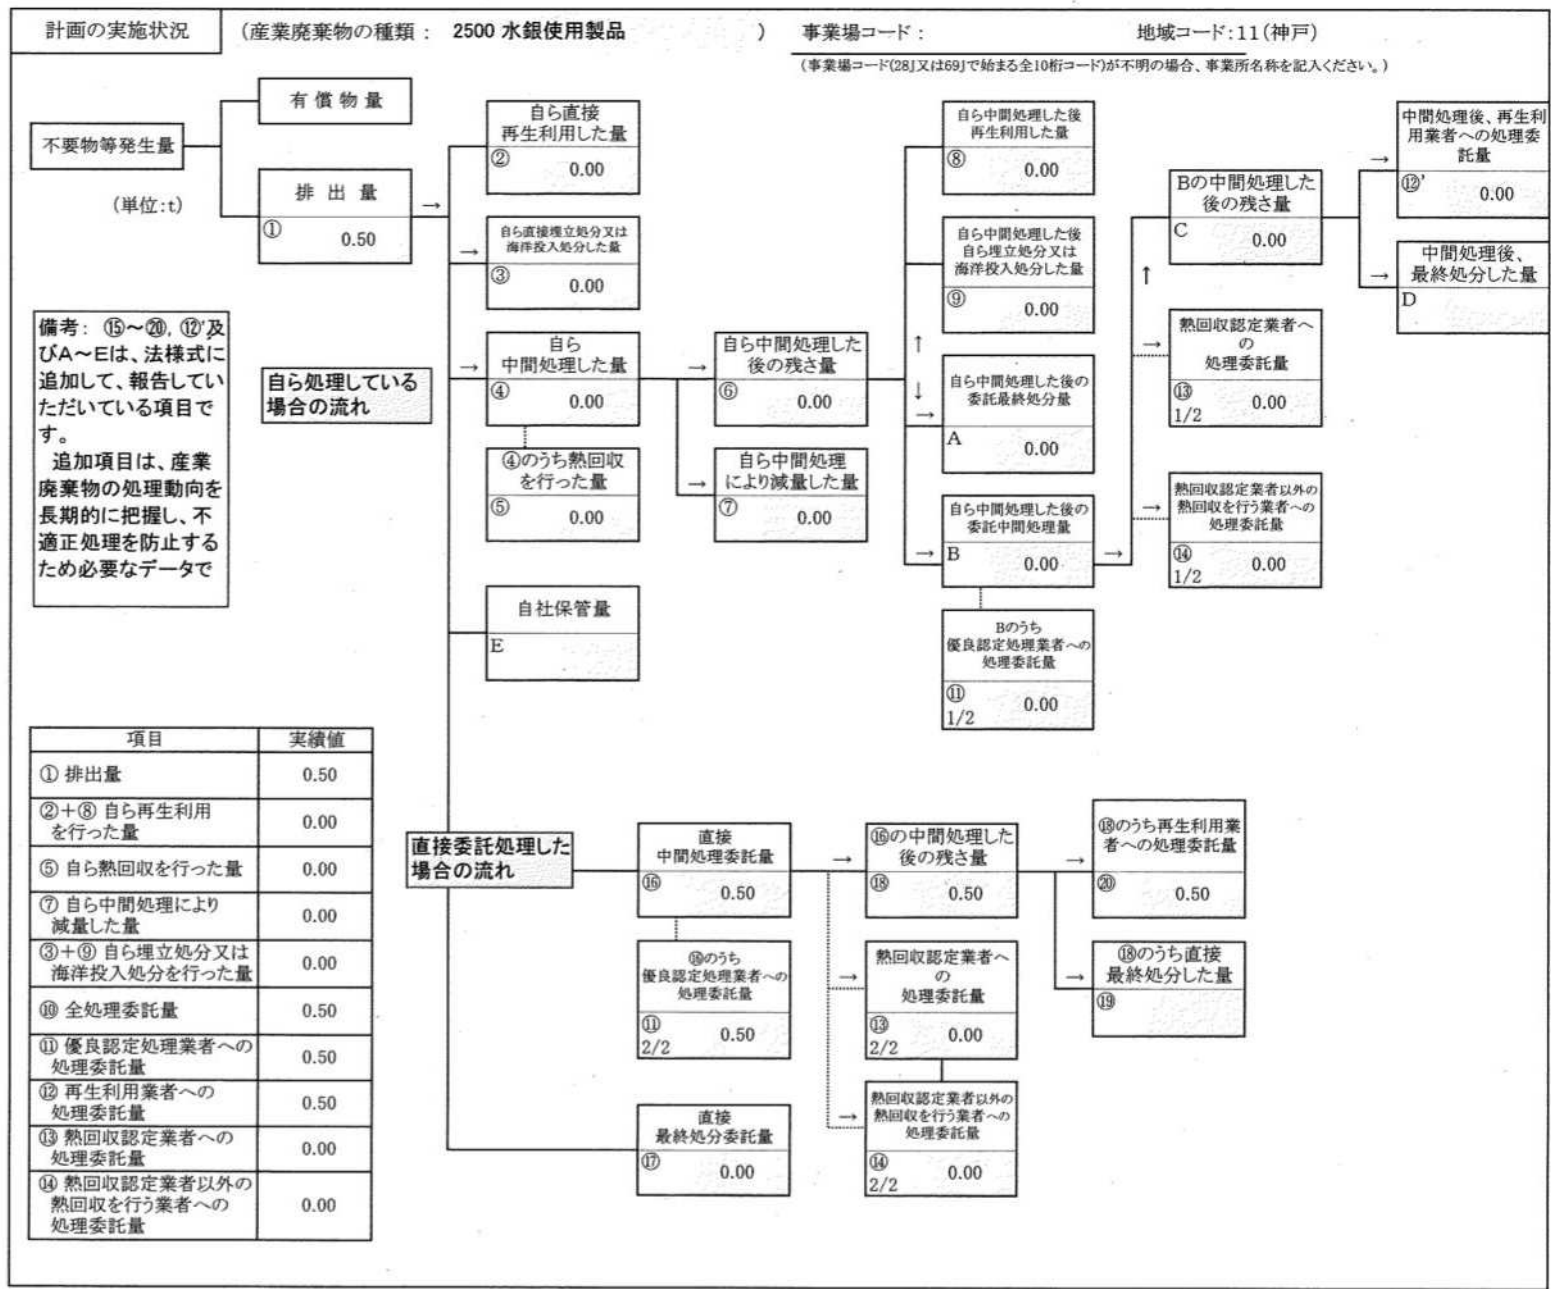 計画の実施状況
(産業廃棄物の種類： 2500 水銀使用製品 )
事業場コード：
地域コード:11(神戸)
(事業場コード(28」又は69」で始まる全10桁コード)が不明の場合、事業所名称を記入ください。)
不要物等発生量
(単位:t)
有償物量
排出量
①
0.50
→
自ら直接
再生利用した量
②
0.00
→
自ら直接埋立処分又は
海洋投入処分した量
③
0.00
→
自ら
中間処理した量
④
0.00
④のうち熱回収
を行った量
⑤
0.00
自社保管量
E
→
自ら中間処理した
後の残さ量
⑥
0.00
→
自ら中間処理
により減量した量
⑦
0.00
自ら中間処理した後
再生利用した量
⑧
0.00
自ら中間処理した後
自ら埋立処分又は
海洋投入処分した量
⑨
0.00
↑
↓
→
自ら中間処理した後の
委託最終処分量
A
0.00
→
自ら中間処理した後の
委託中間処理量
B
0.00
Bのうち
優良認定処理業者への
処理委託量
⑪
1/2
0.00
→
↑
Bの中間処理した
後の残さ量
C
0.00
→
熱回収認定業者へ
の
処理委託量
⑬
1/2
0.00
→
熱回収認定業者以外の
熱回収を行う業者への
処理委託量
⑭
1/2
0.00
→
中間処理後、再生利
用業者への処理委
託量
⑫'
0.00
→
中間処理後、
最終処分した量
D
備考： ⑮～⑳, ⑫'及
びA～Eは、法様式に
追加して、報告してい
ただいている項目で
す。
追加項目は、産業
廃棄物の処理動向を
長期的に把握し、不
適正処理を防止する
ため必要なデータで
自ら処理している
場合の流れ
項目 実績値
① 排出量 0.50
②＋⑧ 自ら再生利用
を行った量 0.00
⑤ 自ら熱回収を行った量 0.00
⑦ 自ら中間処理により
減量した量 0.00
③＋⑨ 自ら埋立処分又は
海洋投入処分を行った量 0.00
⑩ 全処理委託量 0.50
⑪ 優良認定処理業者への
処理委託量 0.50
⑫ 再生利用業者への
処理委託量 0.50
⑬ 熱回収認定業者への
処理委託量 0.00
⑭ 熱回収認定業者以外の
熱回収を行う業者への
処理委託量 0.00
直接委託処理した
場合の流れ
直接
中間処理委託量
⑯
0.50
⑯のうち
優良認定処理業者への
処理委託量
⑪
2/2
0.50
直接
最終処分委託量
⑰
0.00
→
⑯の中間処理した
後の残さ量
⑱
0.50
→
熱回収認定業者へ
の
処理委託量
⑬
2/2
0.00
→
熱回収認定業者以外の
熱回収を行う業者への
処理委託量
⑭
2/2
0.00
→
⑱のうち再生利用業
者への処理委託量
⑳
0.50
→
⑱のうち直接
最終処分した量
⑲